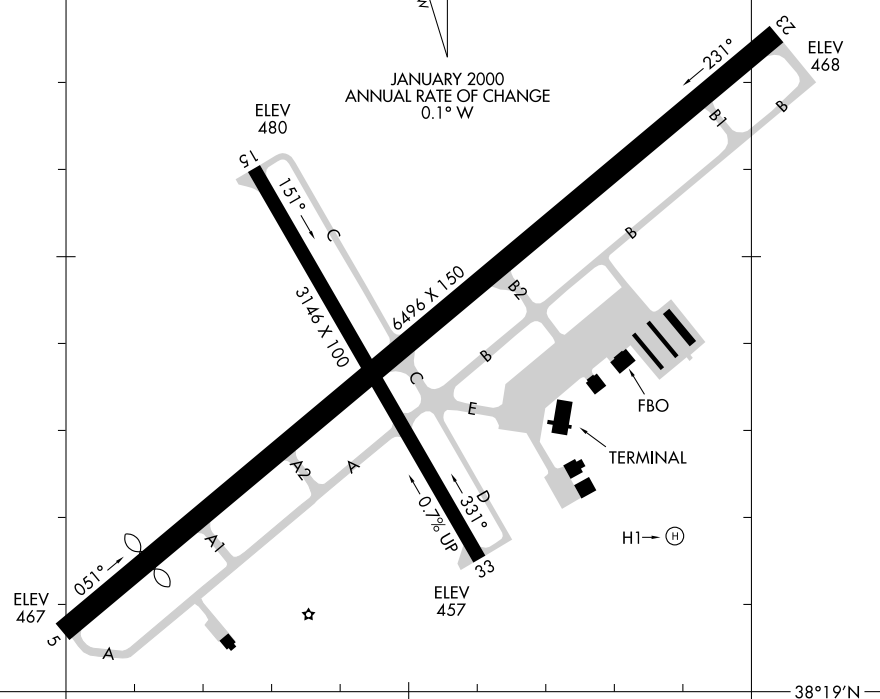 W
JANUARY 2000
ANNUAL RATE OF CHANGE
0.1° W
23
ELEV
468
231°
B
B1
ELEV
480
15
151°
C
B
6496 X 150
B2
3146 X 100
B
C
E
FBO
TERMINAL
A2
A
D
331°
0.7% UP
H1
H
A1
33
ELEV
457
051°
ELEV
467
5
A
38°19'N